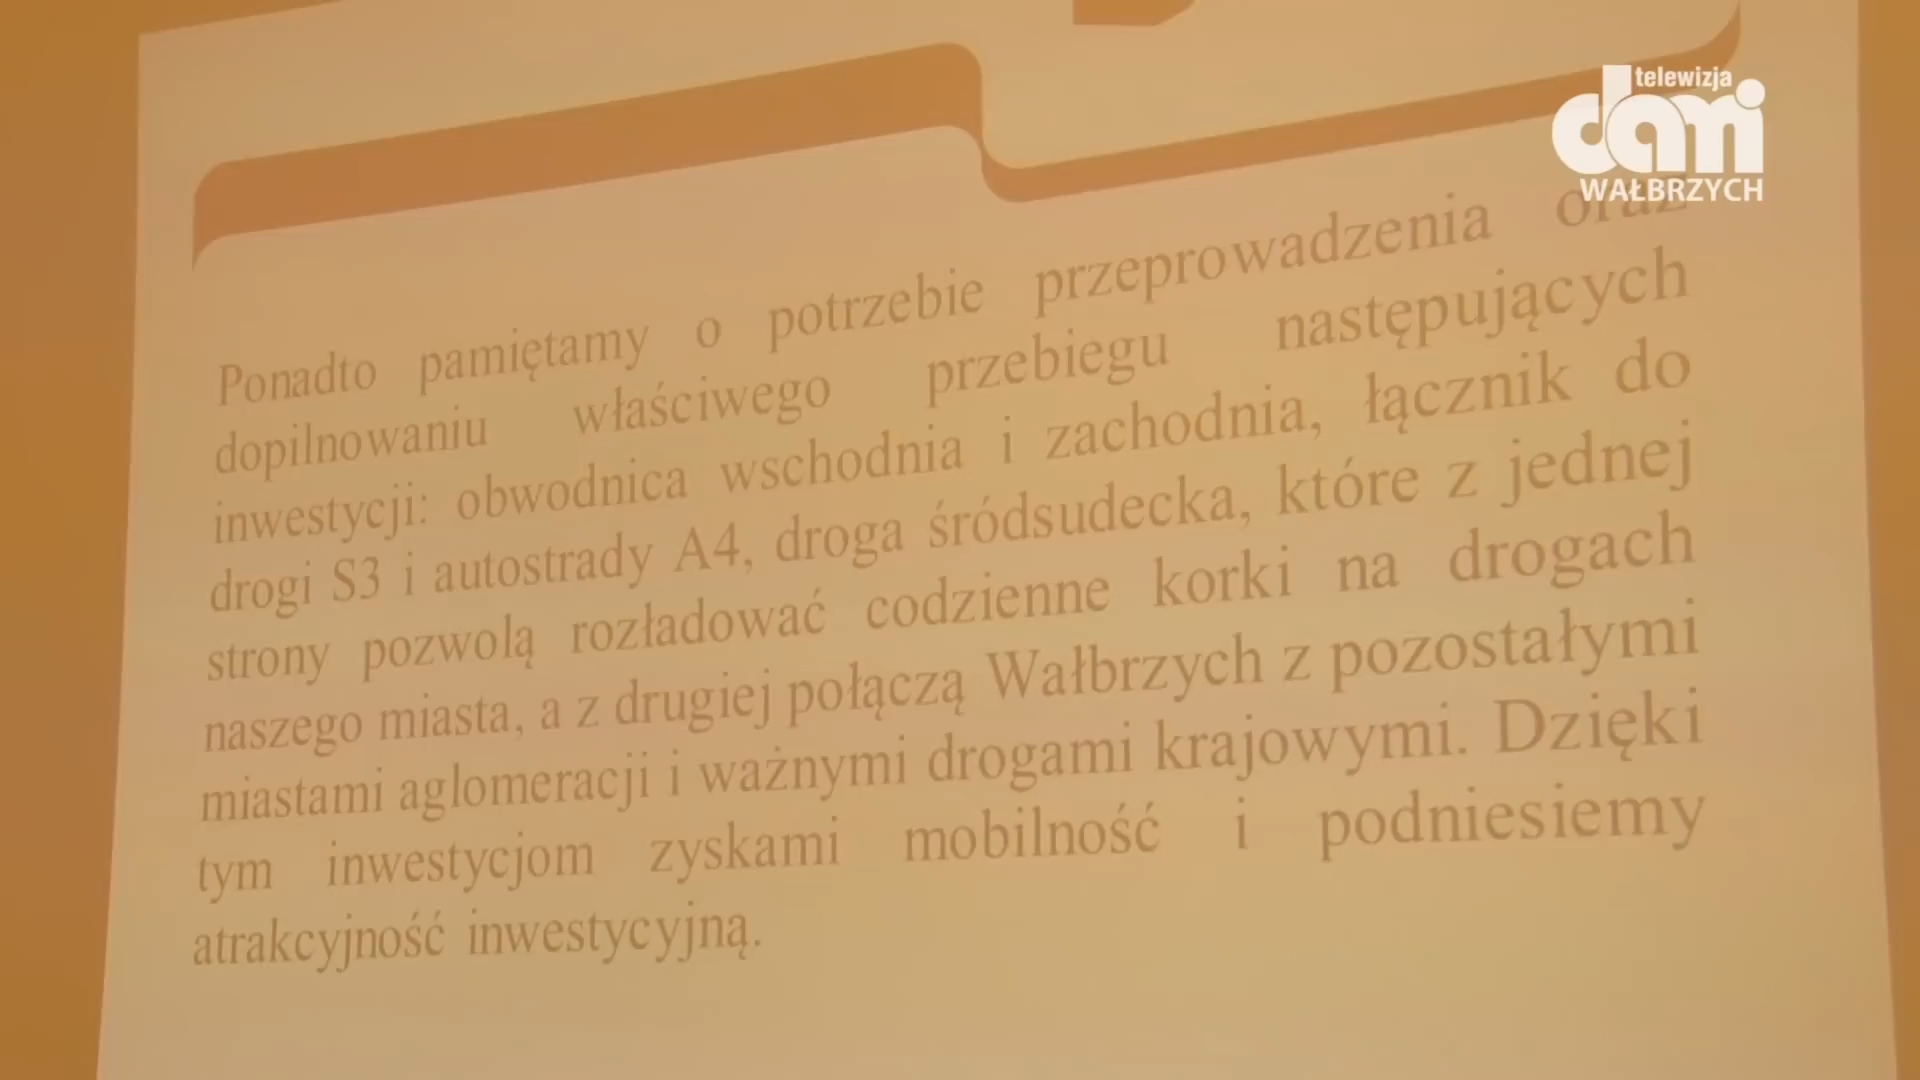 telewizja
dami
WAŁBRZYCH
Ponadto pamiętamy o potrzebie przeprowadzenia oraz
dopilnowaniu właściwego przebiegu następujących
inwestycji: obwodnica wschodnia i zachodnia, łącznik do
drogi S3 i autostrady A4, droga śródsudecka, które z jednej
strony pozwolą rozładować codzienne korki na drogach
naszego miasta, a z drugiej połączą Wałbrzych z pozostałymi
miastami aglomeracji i ważnymi drogami krajowymi. Dzięki
tym inwestycjom zyskami mobilność i podniesiemy
atrakcyjność inwestycyjną.